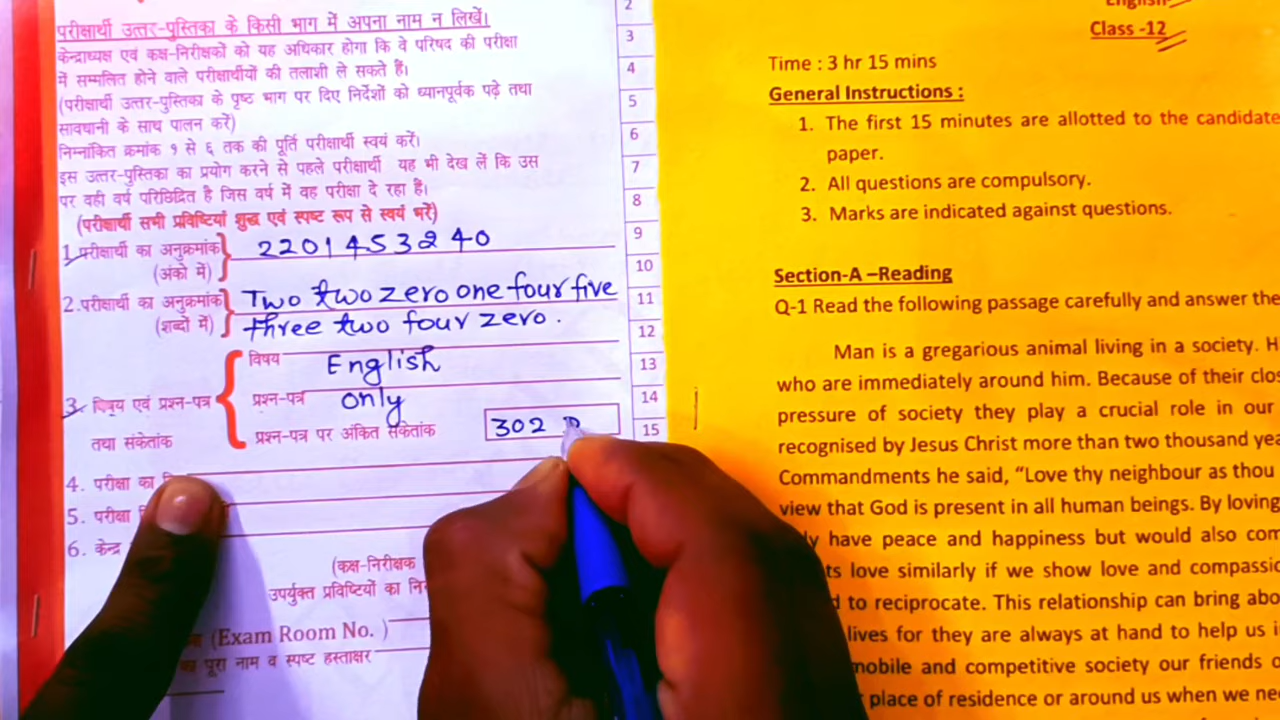 परीक्षार्थी उत्तर-पुस्तिका के किसी भाग में अपना नाम न लिखें।
केन्द्राध्यक्ष एवं कक्ष-निरीक्षकों को यह अधिकार होगा कि वे परिषद की परीक्षा
में सम्मलित होने वाले परीक्षार्थीयों की तलाशी ले सकते हैं।
(परीक्षार्थी उत्तर-पुस्तिका के पृष्ठ भाग पर दिए निर्देशों को ध्यानपूर्वक पढ़े तथा
सावधानी के साथ पालन करें)
निम्नांकित क्रमांक १ से ६ तक की पूर्ति परीक्षार्थी स्वयं करें।
इस उत्तर-पुस्तिका का प्रयोग करने से पहले परीक्षार्थी यह भी देख लें कि उस
पर वही वर्ष परिछिद्रित है जिस वर्ष में वह परीक्षा दे रहा हैं।
(परीक्षार्थी सभी प्रविष्टियां शुद्ध एवं स्पष्ट रूप से स्वयं भरें)
1. परीक्षार्थी का अनुक्रमांक 2201453240
(अंको में)
2. परीक्षार्थी का अनुक्रमांक Two two zero one four five
(शब्दों में) three two four zero.
विषय English
3. विषय एवं प्रश्न-पत्र प्रश्न-पत्र only
तथा संकेतांक प्रश्न-पत्र पर अंकित संकेतांक 302
4. परीक्षा का
5. परीक्षा
6. केन्द्र
(कक्ष-निरीक्षक
उपर्युक्त प्रविष्टियों का
(Exam Room No. )
पूरा नाम व स्पष्ट हस्ताक्षर
2
3
4
5
6
7
8
9
10
11
12
13
14
15
English
Class -12
Time : 3 hr 15 mins
General Instructions :
1. The first 15 minutes are allotted to the candidate
paper.
2. All questions are compulsory.
3. Marks are indicated against questions.
Section-A –Reading
Q-1 Read the following passage carefully and answer the
Man is a gregarious animal living in a society. H
who are immediately around him. Because of their clos
pressure of society they play a crucial role in our
recognised by Jesus Christ more than two thousand yea
Commandments he said, “Love thy neighbour as thou
view that God is present in all human beings. By loving
have peace and happiness but would also com
ts love similarly if we show love and compassio
to reciprocate. This relationship can bring abo
lives for they are always at hand to help us i
mobile and competitive society our friends o
place of residence or around us when we nee